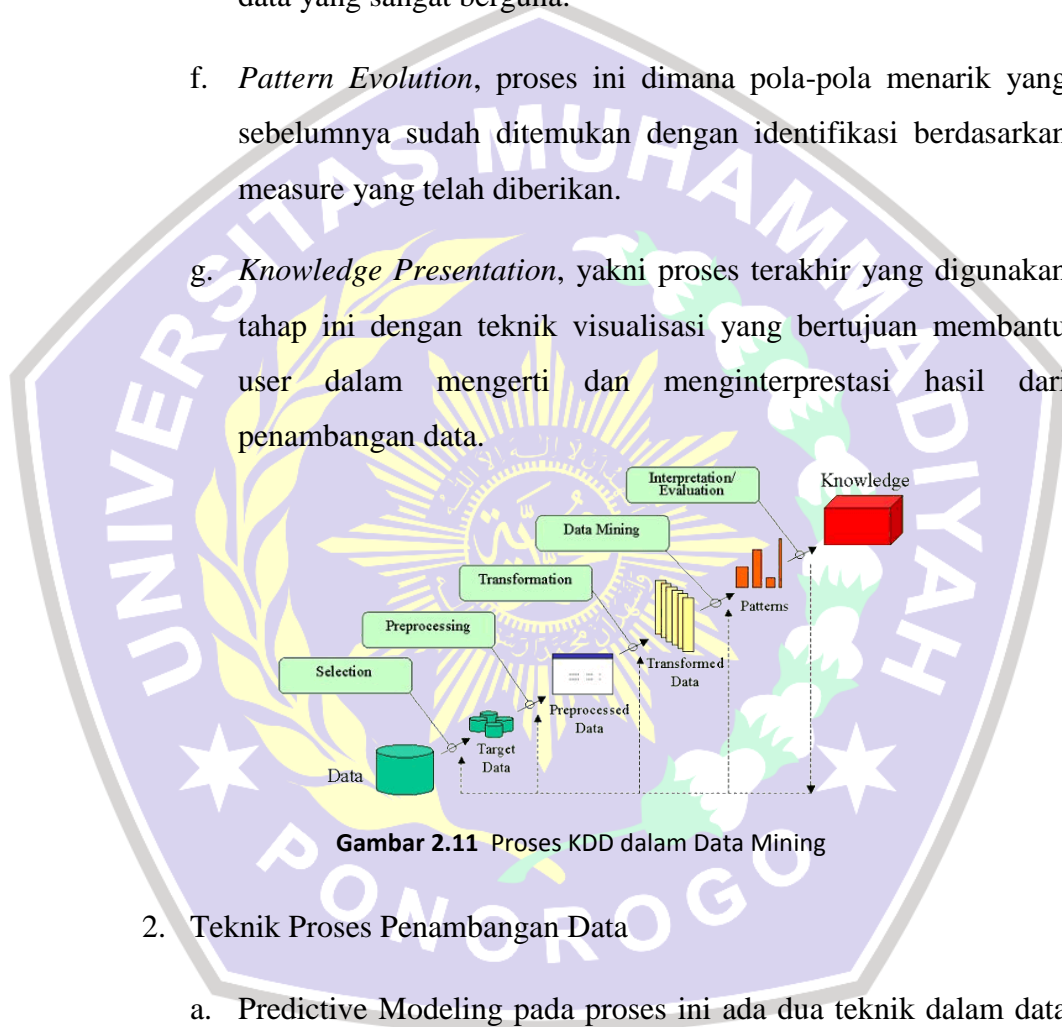 data yang sangat berguna.
f. Pattern Evolution, proses ini dimana pola-pola menarik yang
sebelumnya sudah ditemukan dengan identifikasi berdasarkan
measure yang telah diberikan.
g. Knowledge Presentation, yakni proses terakhir yang digunakan
tahap ini dengan teknik visualisasi yang bertujuan membantu
user dalam mengerti dan menginterprestasi hasil dari
penambangan data.
Interpretation/
Evaluation
Knowledge
Data Mining
Transformation
Patterns
Preprocessing
Transformed
Data
Selection
Preprocessed
Data
Target
Data
Data
Gambar 2.11 Proses KDD dalam Data Mining
2. Teknik Proses Penambangan Data
a. Predictive Modeling pada proses ini ada dua teknik dalam data
UNIVERSITAS MUHAMMADIYAH
PONOROGO